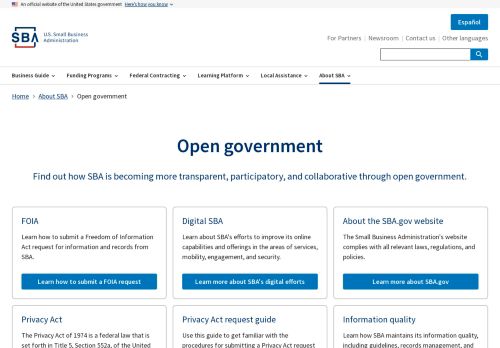 An official website of the United States government Here's how you know
Español
SBA U.S. Small Business
Administration
For Partners Newsroom Contact us Other languages
Business Guide Funding Programs Federal Contracting Learning Platform Local Assistance About SBA
Home About SBA Open government
Open government
Find out how SBA is becoming more transparent, participatory, and collaborative through open government.
FOIA
Learn how to submit a Freedom of Information
Act request for information and records from
SBA.
Learn how to submit a FOIA request
Digital SBA
Learn about SBA's efforts to improve its online
capabilities and offerings in the areas of services,
mobility, engagement, and security.
Learn more about SBA's digital efforts
About the SBA.gov website
The Small Business Administration's website
complies with all relevant laws, regulations, and
policies.
Learn more about SBA.gov
Privacy Act
The Privacy Act of 1974 is a federal law that is
set forth in Title 5, Section 552a, of the United
Privacy Act request guide
Use this guide to get familiar with the
procedures for submitting a Privacy Act request
Information quality
Learn how SBA maintains its information quality,
including guidelines, records management, and